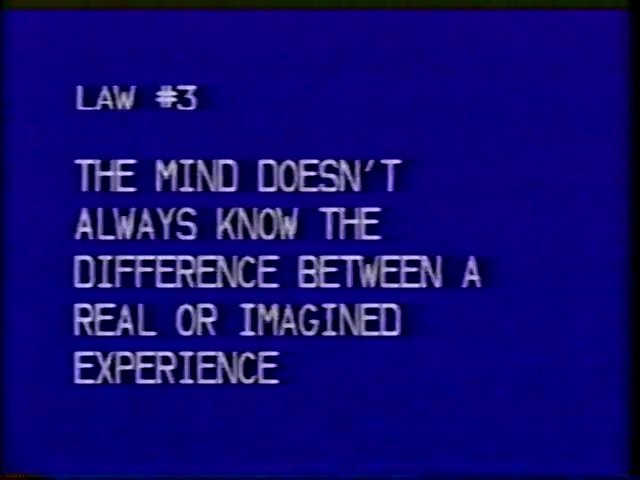 LAW #3
THE MIND DOESN'T
ALWAYS KNOW THE
DIFFERENCE BETWEEN A
REAL OR IMAGINED
EXPERIENCE